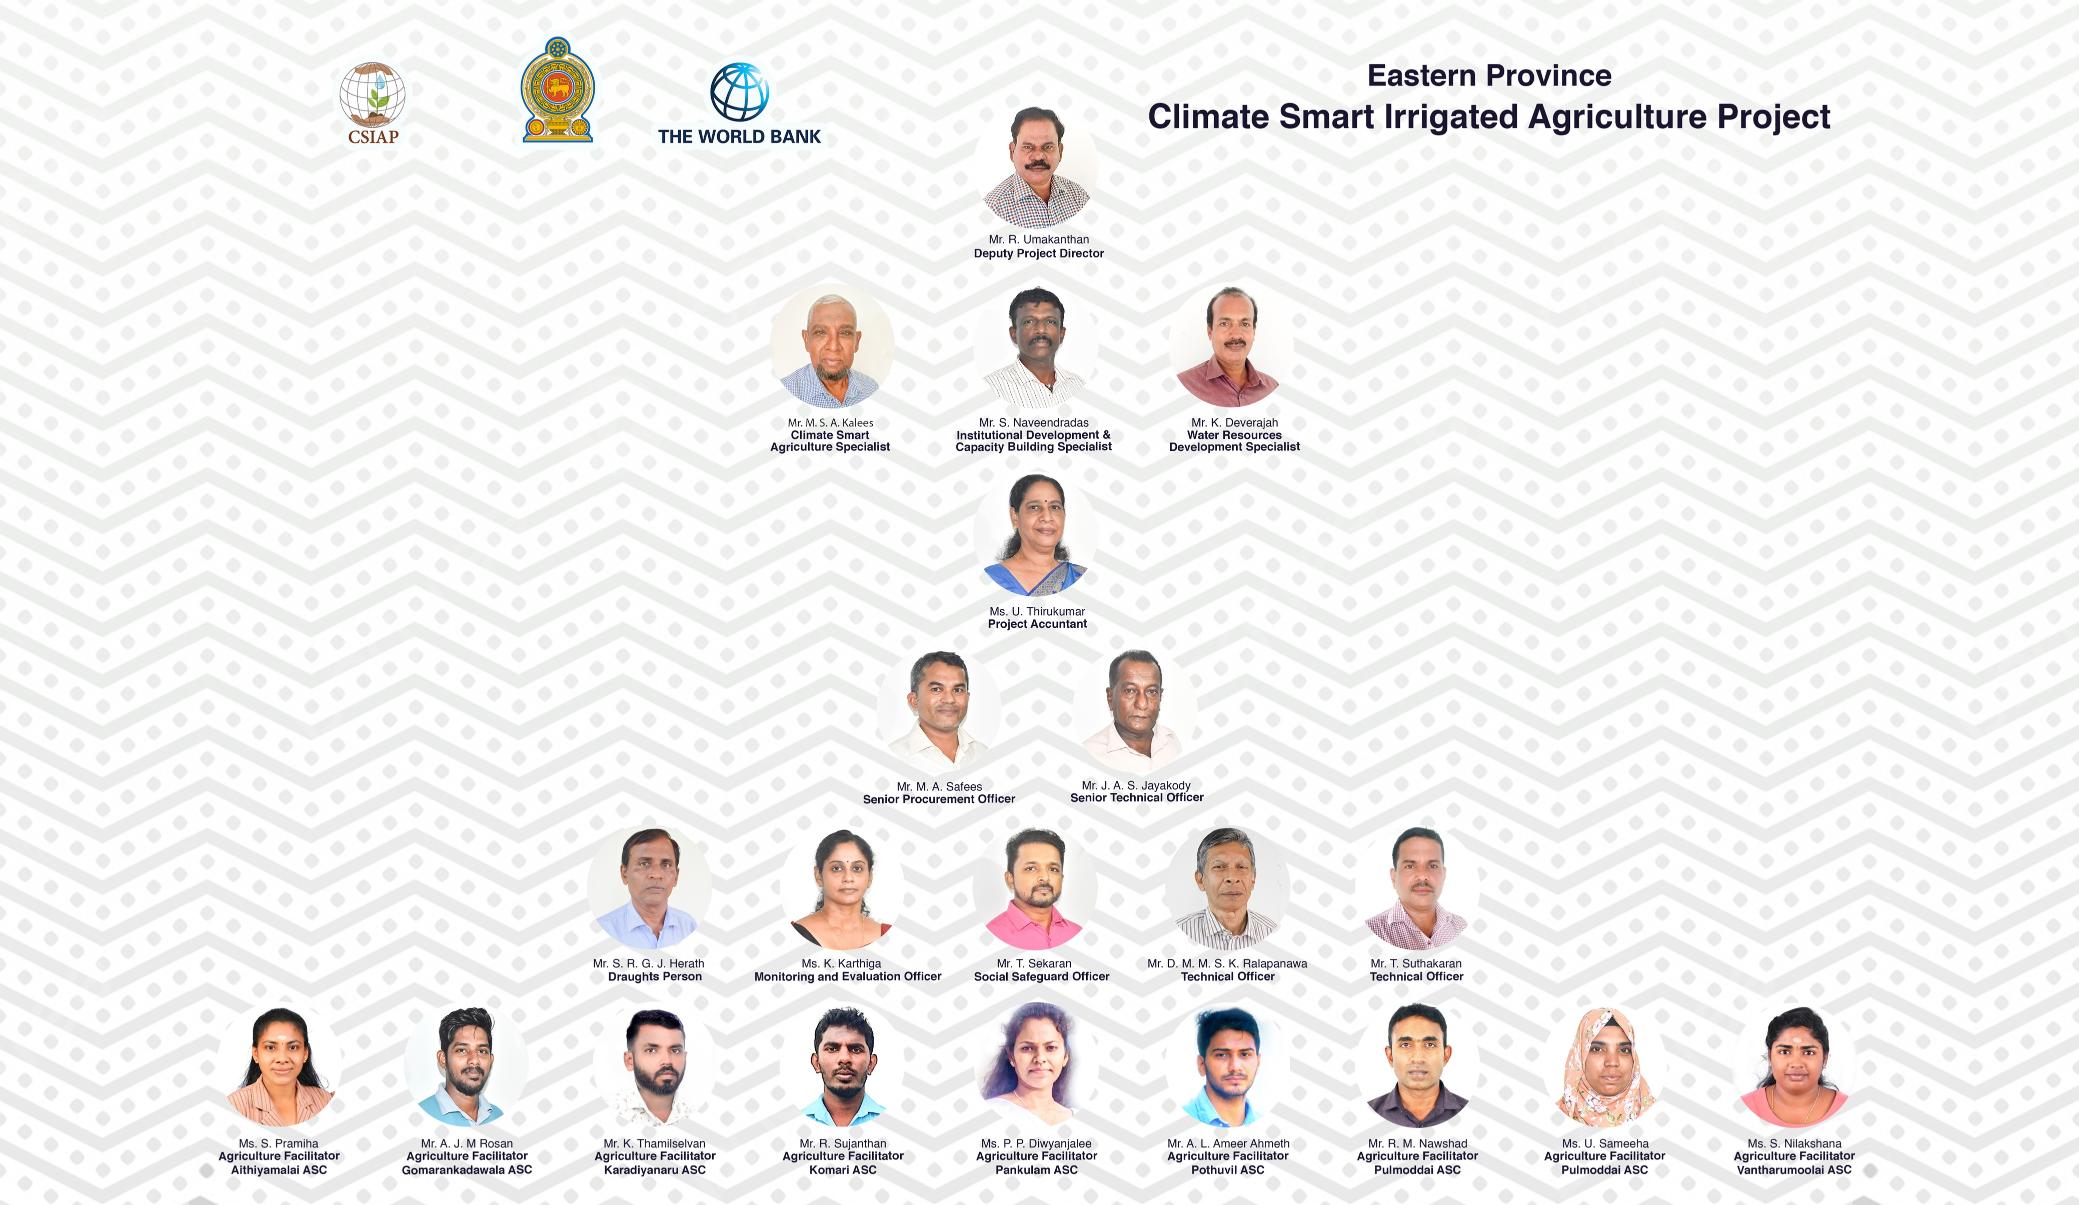 CSIAP
THE WORLD BANK
Eastern Province
Climate Smart Irrigated Agriculture Project
Mr. R. Umakanthan
Deputy Project Director
Mr. M. S. A. Kalees
Climate Smart
Agriculture Specialist
Mr. S. Naveendradas
Institutional Development &
Capacity Building Specialist
Mr. K. Deverajah
Water Resources
Development Specialist
Ms. U. Thirukumar
Project Accuntant
Mr. M. A. Safees
Senior Procurement Officer
Mr. J. A. S. Jayakody
Senior Technical Officer
Mr. S. R. G. J. Herath
Draughts Person
Ms. K. Karthiga
Monitoring and Evaluation Officer
Mr. T. Sekaran
Social Safeguard Officer
Mr. D. M. M. S. K. Ralapanawa
Technical Officer
Mr. T. Suthakaran
Technical Officer
Ms. S. Pramiha
Agriculture Facilitator
Aithiyamalai ASC
Mr. A. J. M Rosan
Agriculture Facilitator
Gomarankadawala ASC
Mr. K. Thamilselvan
Agriculture Facilitator
Karadiyanaru ASC
Mr. R. Sujanthan
Agriculture Facilitator
Komari ASC
Ms. P. P. Diwyanjalee
Agriculture Facilitator
Pankulam ASC
Mr. A. L. Ameer Ahmeth
Agriculture Facilitator
Pothuvil ASC
Mr. R. M. Nawshad
Agriculture Facilitator
Pulmoddai ASC
Ms. U. Sameeha
Agriculture Facilitator
Pulmoddai ASC
Ms. S. Nilakshana
Agriculture Facilitator
Vantharumoolai ASC